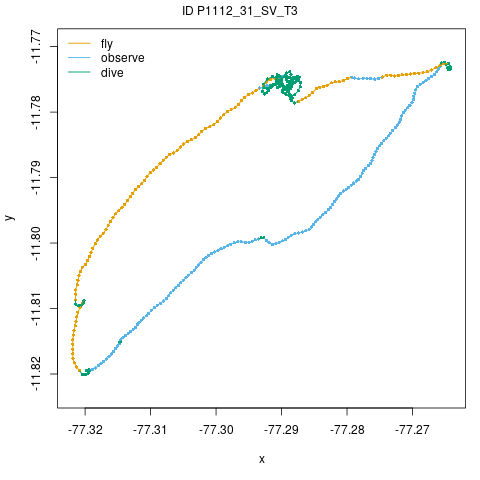 ID P1112_31_SV_T3
fly
observe
dive
y
-11.77
-11.78
-11.79
-11.80
-11.81
-11.82
-77.32
-77.31
-77.30
-77.29
-77.28
-77.27
x